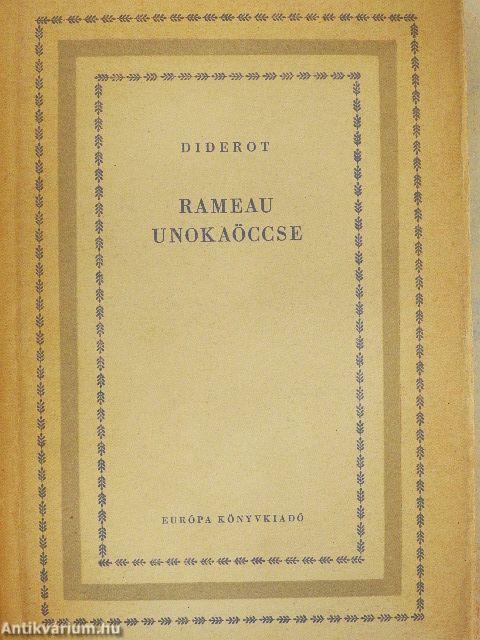 DIDEROT
RAMEAU
UNOKAÖCCSE
EURÓPA KÖNYVKIADÓ
Antikvarium.hu